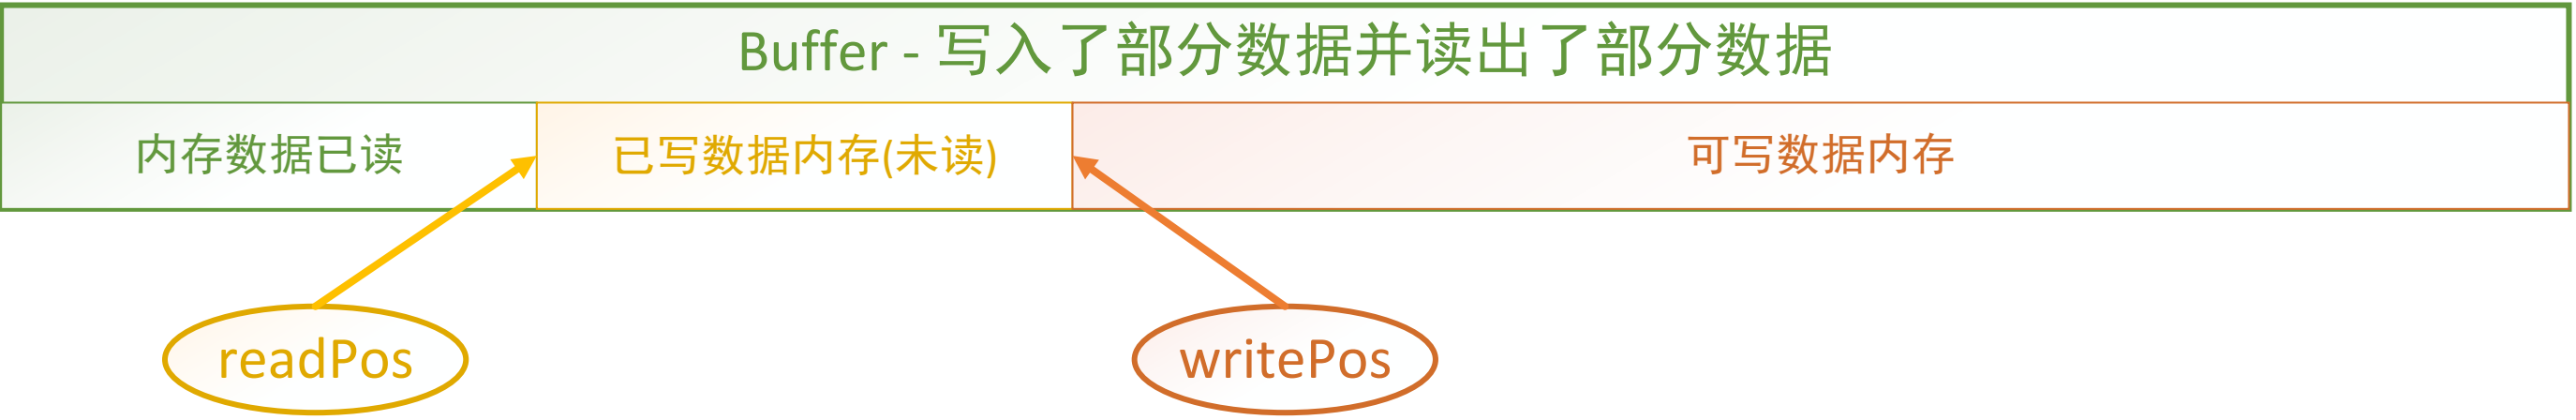 Buffer - 写入了部分数据并读出了部分数据
内存数据已读
已写数据内存(未读)
可写数据内存
readPos
writePos